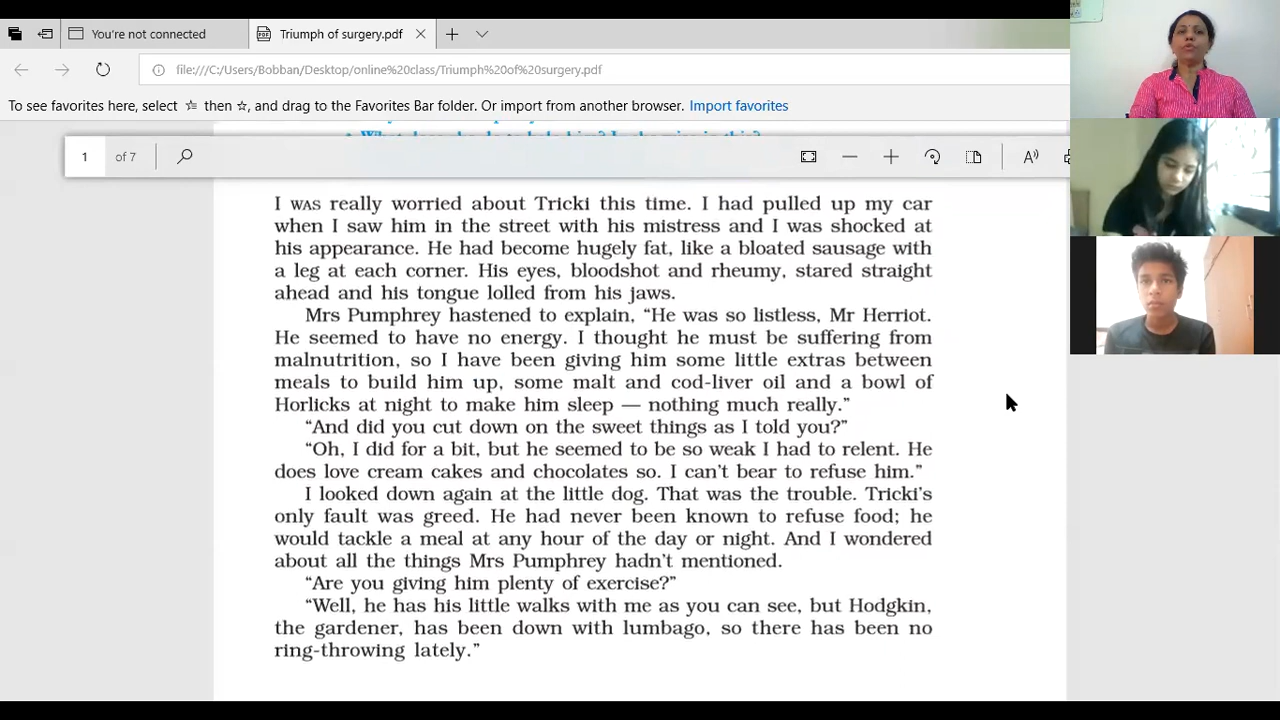 You're not connected
Triumph of surgery.pdf
file:///C:/Users/Bobban/Desktop/online%20class/Triumph%20of%20surgery.pdf
To see favorites here, select ☆ then ☆, and drag to the Favorites Bar folder. Or import from another browser. Import favorites
1 of 7
I WAS really worried about Tricki this time. I had pulled up my car
when I saw him in the street with his mistress and I was shocked at
his appearance. He had become hugely fat, like a bloated sausage with
a leg at each corner. His eyes, bloodshot and rheumy, stared straight
ahead and his tongue lolled from his jaws.
Mrs Pumphrey hastened to explain, “He was so listless, Mr Herriot.
He seemed to have no energy. I thought he must be suffering from
malnutrition, so I have been giving him some little extras between
meals to build him up, some malt and cod-liver oil and a bowl of
Horlicks at night to make him sleep — nothing much really.”
“And did you cut down on the sweet things as I told you?”
“Oh, I did for a bit, but he seemed to be so weak I had to relent. He
does love cream cakes and chocolates so. I can’t bear to refuse him.”
I looked down again at the little dog. That was the trouble. Tricki’s
only fault was greed. He had never been known to refuse food; he
would tackle a meal at any hour of the day or night. And I wondered
about all the things Mrs Pumphrey hadn’t mentioned.
“Are you giving him plenty of exercise?”
“Well, he has his little walks with me as you can see, but Hodgkin,
the gardener, has been down with lumbago, so there has been no
ring-throwing lately.”